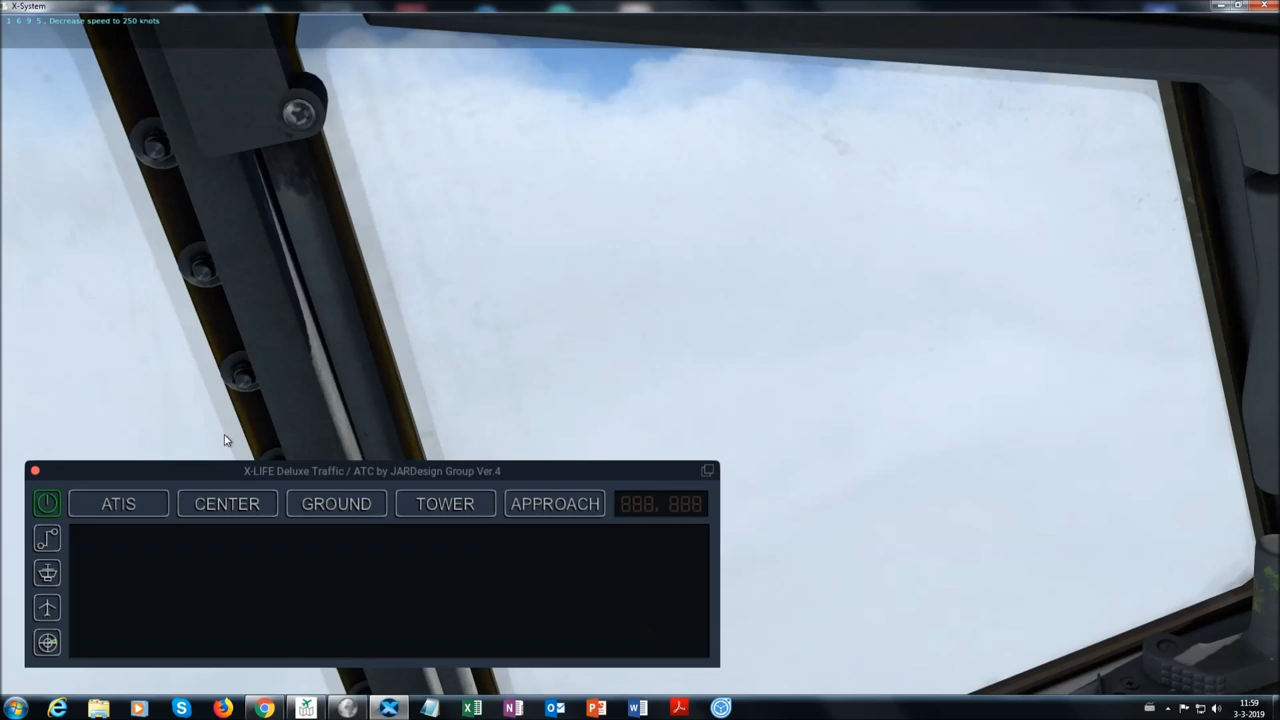 X-System
1 6 9 5 , Decrease speed to 250 knots
X-LIFE Deluxe Traffic / ATC by JARDesign Group Ver.4
ATIS
CENTER
GROUND
TOWER
APPROACH
888.888
11:59
3-3-2019